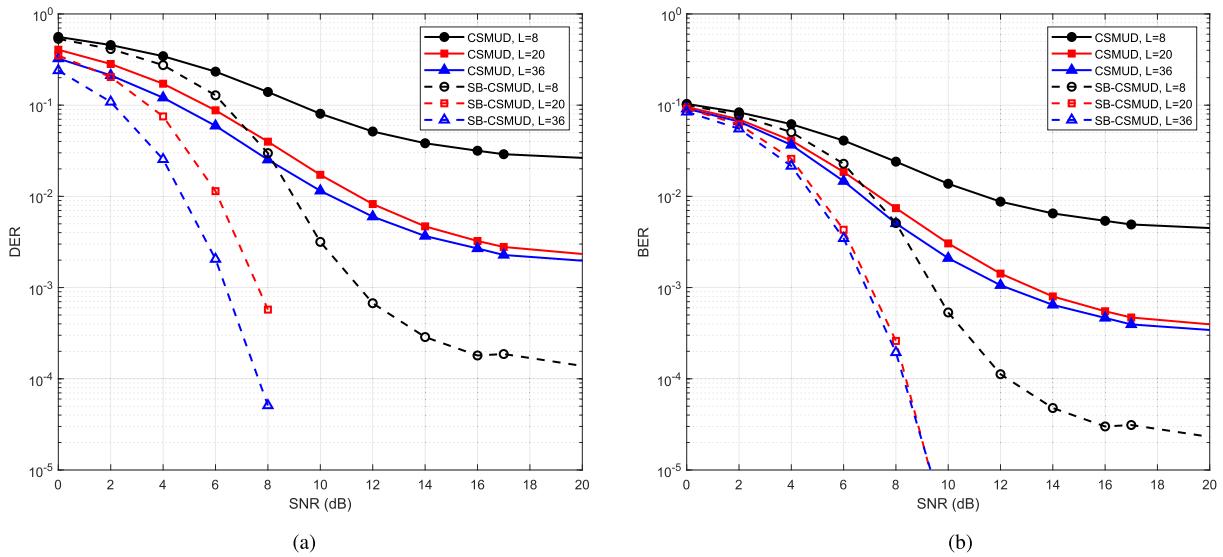 10^0
10^-1
10^-2
10^-3
10^-4
10^-5
DER
0 2 4 6 8 10 12 14 16 18 20
SNR (dB)
CSMUD, L=8
CSMUD, L=20
CSMUD, L=36
SB-CSMUD, L=8
SB-CSMUD, L=20
SB-CSMUD, L=36
(a)
10^0
10^-1
10^-2
10^-3
10^-4
10^-5
BER
0 2 4 6 8 10 12 14 16 18 20
SNR (dB)
CSMUD, L=8
CSMUD, L=20
CSMUD, L=36
SB-CSMUD, L=8
SB-CSMUD, L=20
SB-CSMUD, L=36
(b)